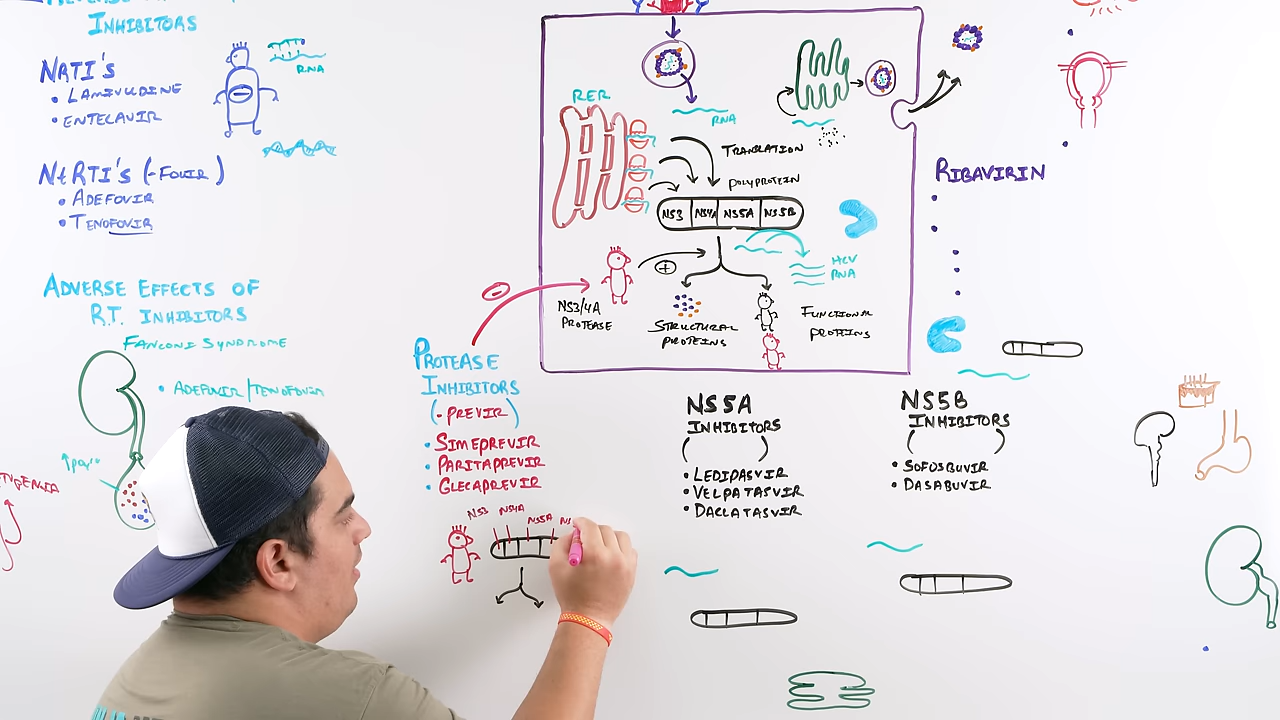 INHIBITORS
NRTI'S
• LAMIVUDINE
• ENTECAVIR
RNA
NtRTI'S (-FOVIR)
• ADEFOVIR
• TENOFOVIR
ADVERSE EFFECTS OF
R.T. INHIBITORS
FANCONI SYNDROME
• ADEFOVIR/TENOFOVIR
RER
RNA
TRANSLATION
POLYPROTEIN
NS3 NS4A NS5A NS5B
HCV
RNA
+
NS3/4A
PROTEASE
STRUCTURAL
PROTEINS
FUNCTIONAL
PROTEINS
PROTEASE
INHIBITORS
(-PREVIR)
• SIMEPREVIR
• PARITAPREVIR
• GLECAPREVIR
NS3 NS4A NS5A NS
NS5A
INHIBITORS
( )
• LEDIPASVIR
• VELPATASVIR
• DACLATASVIR
NS5B
INHIBITORS
( )
• SOFOSBUVIR
• DASABUVIR
RIBAVIRIN